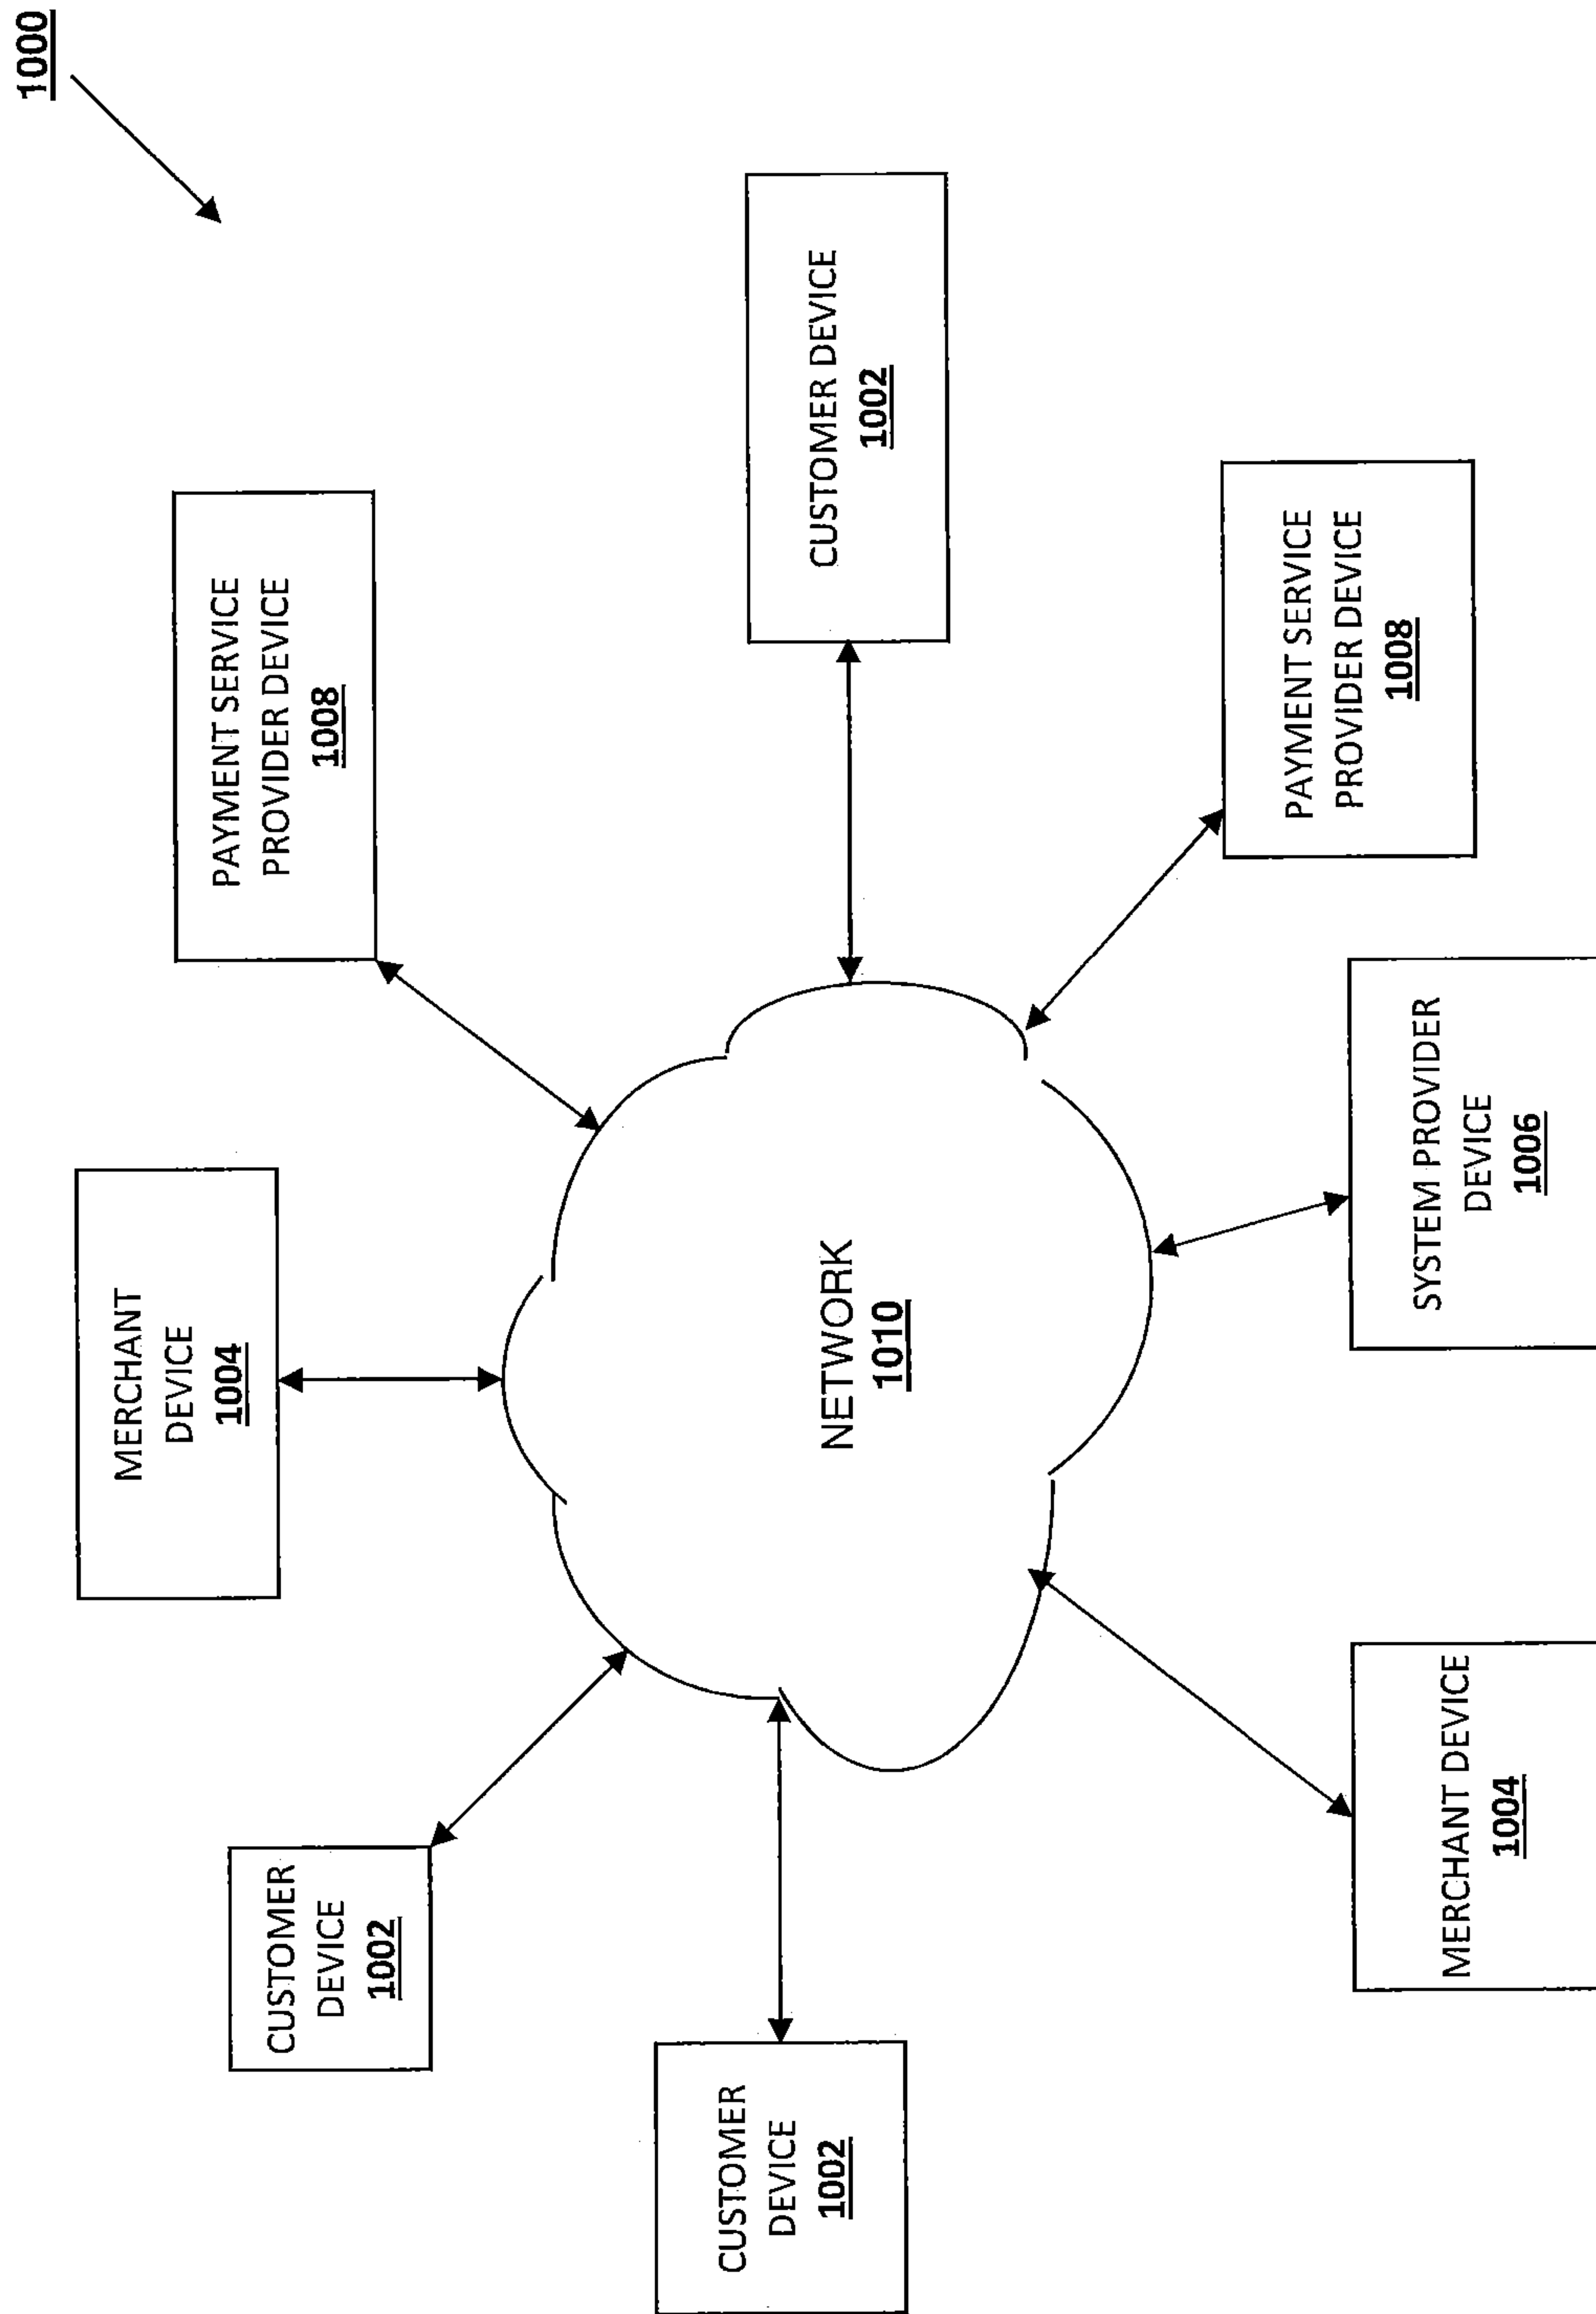 1000
MERCHANT
DEVICE
1004
PAYMENT SERVICE
PROVIDER DEVICE
1008
CUSTOMER
DEVICE
1002
CUSTOMER
DEVICE
1002
NETWORK
1010
CUSTOMER DEVICE
1002
PAYMENT SERVICE
PROVIDER DEVICE
1008
MERCHANT DEVICE
1004
SYSTEM PROVIDER
DEVICE
1006